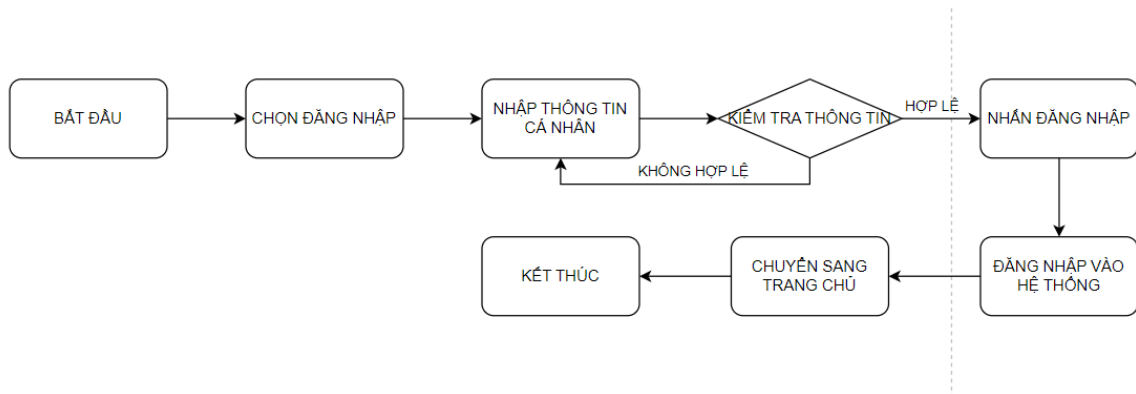 BẮT ĐẦU
CHỌN ĐĂNG NHẬP
NHẬP THÔNG TIN
CÁ NHÂN
KIỂM TRA THÔNG TIN
HỢP LỆ
NHẤN ĐĂNG NHẬP
KHÔNG HỢP LỆ
KẾT THÚC
CHUYỂN SANG
TRANG CHỦ
ĐĂNG NHẬP VÀO
HỆ THỐNG